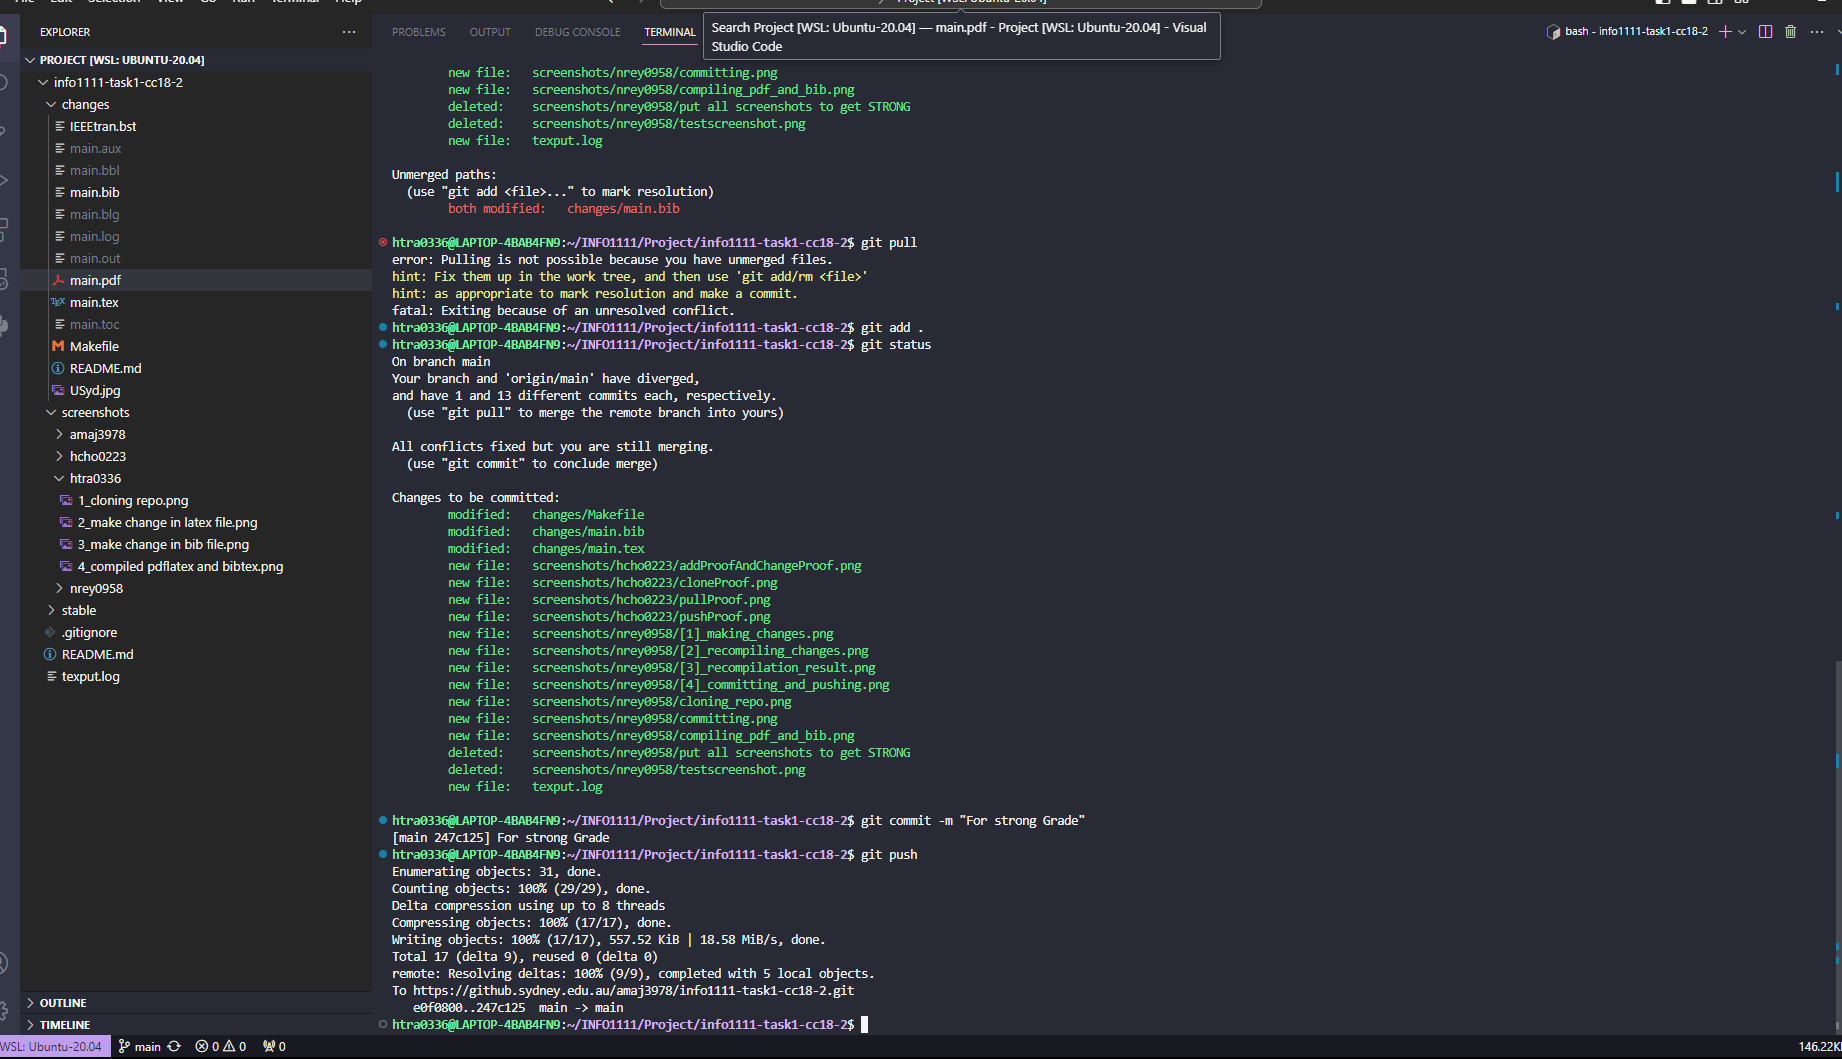 File Edit Selection View Go Run Terminal Help
Project [WSL: Ubuntu-20.04]
EXPLORER
PROJECT [WSL: UBUNTU-20.04]
info1111-task1-cc18-2
changes
IEEEtran.bst
main.aux
main.bbl
main.bib
main.blg
main.log
main.out
main.pdf
TEX main.tex
main.toc
Makefile
README.md
USyd.jpg
screenshots
amaj3978
hcho0223
htra0336
1_cloning repo.png
2_make change in latex file.png
3_make change in bib file.png
4_compiled pdflatex and bibtex.png
nrey0958
stable
.gitignore
README.md
texput.log
OUTLINE
TIMELINE
PROBLEMS OUTPUT DEBUG CONSOLE TERMINAL
Search Project [WSL: Ubuntu-20.04] — main.pdf - Project [WSL: Ubuntu-20.04] - Visual
Studio Code
bash - info1111-task1-cc18-2
new file: screenshots/nrey0958/committing.png
new file: screenshots/nrey0958/compiling_pdf_and_bib.png
deleted: screenshots/nrey0958/put all screenshots to get STRONG
deleted: screenshots/nrey0958/testscreenshot.png
new file: texput.log
Unmerged paths:
(use "git add <file>..." to mark resolution)
both modified: changes/main.bib
htra0336@LAPTOP-4BAB4FN9:~/INFO1111/Project/info1111-task1-cc18-2$ git pull
error: Pulling is not possible because you have unmerged files.
hint: Fix them up in the work tree, and then use 'git add/rm <file>'
hint: as appropriate to mark resolution and make a commit.
fatal: Exiting because of an unresolved conflict.
htra0336@LAPTOP-4BAB4FN9:~/INFO1111/Project/info1111-task1-cc18-2$ git add .
htra0336@LAPTOP-4BAB4FN9:~/INFO1111/Project/info1111-task1-cc18-2$ git status
On branch main
Your branch and 'origin/main' have diverged,
and have 1 and 13 different commits each, respectively.
(use "git pull" to merge the remote branch into yours)
All conflicts fixed but you are still merging.
(use "git commit" to conclude merge)
Changes to be committed:
modified: changes/Makefile
modified: changes/main.bib
modified: changes/main.tex
new file: screenshots/hcho0223/addProofAndChangeProof.png
new file: screenshots/hcho0223/cloneProof.png
new file: screenshots/hcho0223/pullProof.png
new file: screenshots/hcho0223/pushProof.png
new file: screenshots/nrey0958/[1]_making_changes.png
new file: screenshots/nrey0958/[2]_recompiling_changes.png
new file: screenshots/nrey0958/[3]_recompilation_result.png
new file: screenshots/nrey0958/[4]_committing_and_pushing.png
new file: screenshots/nrey0958/cloning_repo.png
new file: screenshots/nrey0958/committing.png
new file: screenshots/nrey0958/compiling_pdf_and_bib.png
deleted: screenshots/nrey0958/put all screenshots to get STRONG
deleted: screenshots/nrey0958/testscreenshot.png
new file: texput.log
htra0336@LAPTOP-4BAB4FN9:~/INFO1111/Project/info1111-task1-cc18-2$ git commit -m "For strong Grade"
[main 247c125] For strong Grade
htra0336@LAPTOP-4BAB4FN9:~/INFO1111/Project/info1111-task1-cc18-2$ git push
Enumerating objects: 31, done.
Counting objects: 100% (29/29), done.
Delta compression using up to 8 threads
Compressing objects: 100% (17/17), done.
Writing objects: 100% (17/17), 557.52 KiB | 18.58 MiB/s, done.
Total 17 (delta 9), reused 0 (delta 0)
remote: Resolving deltas: 100% (9/9), completed with 5 local objects.
To https://github.sydney.edu.au/amaj3978/info1111-task1-cc18-2.git
e0f0800..247c125 main -> main
htra0336@LAPTOP-4BAB4FN9:~/INFO1111/Project/info1111-task1-cc18-2$
WSL: Ubuntu-20.04 main 0 0 0 146.22K